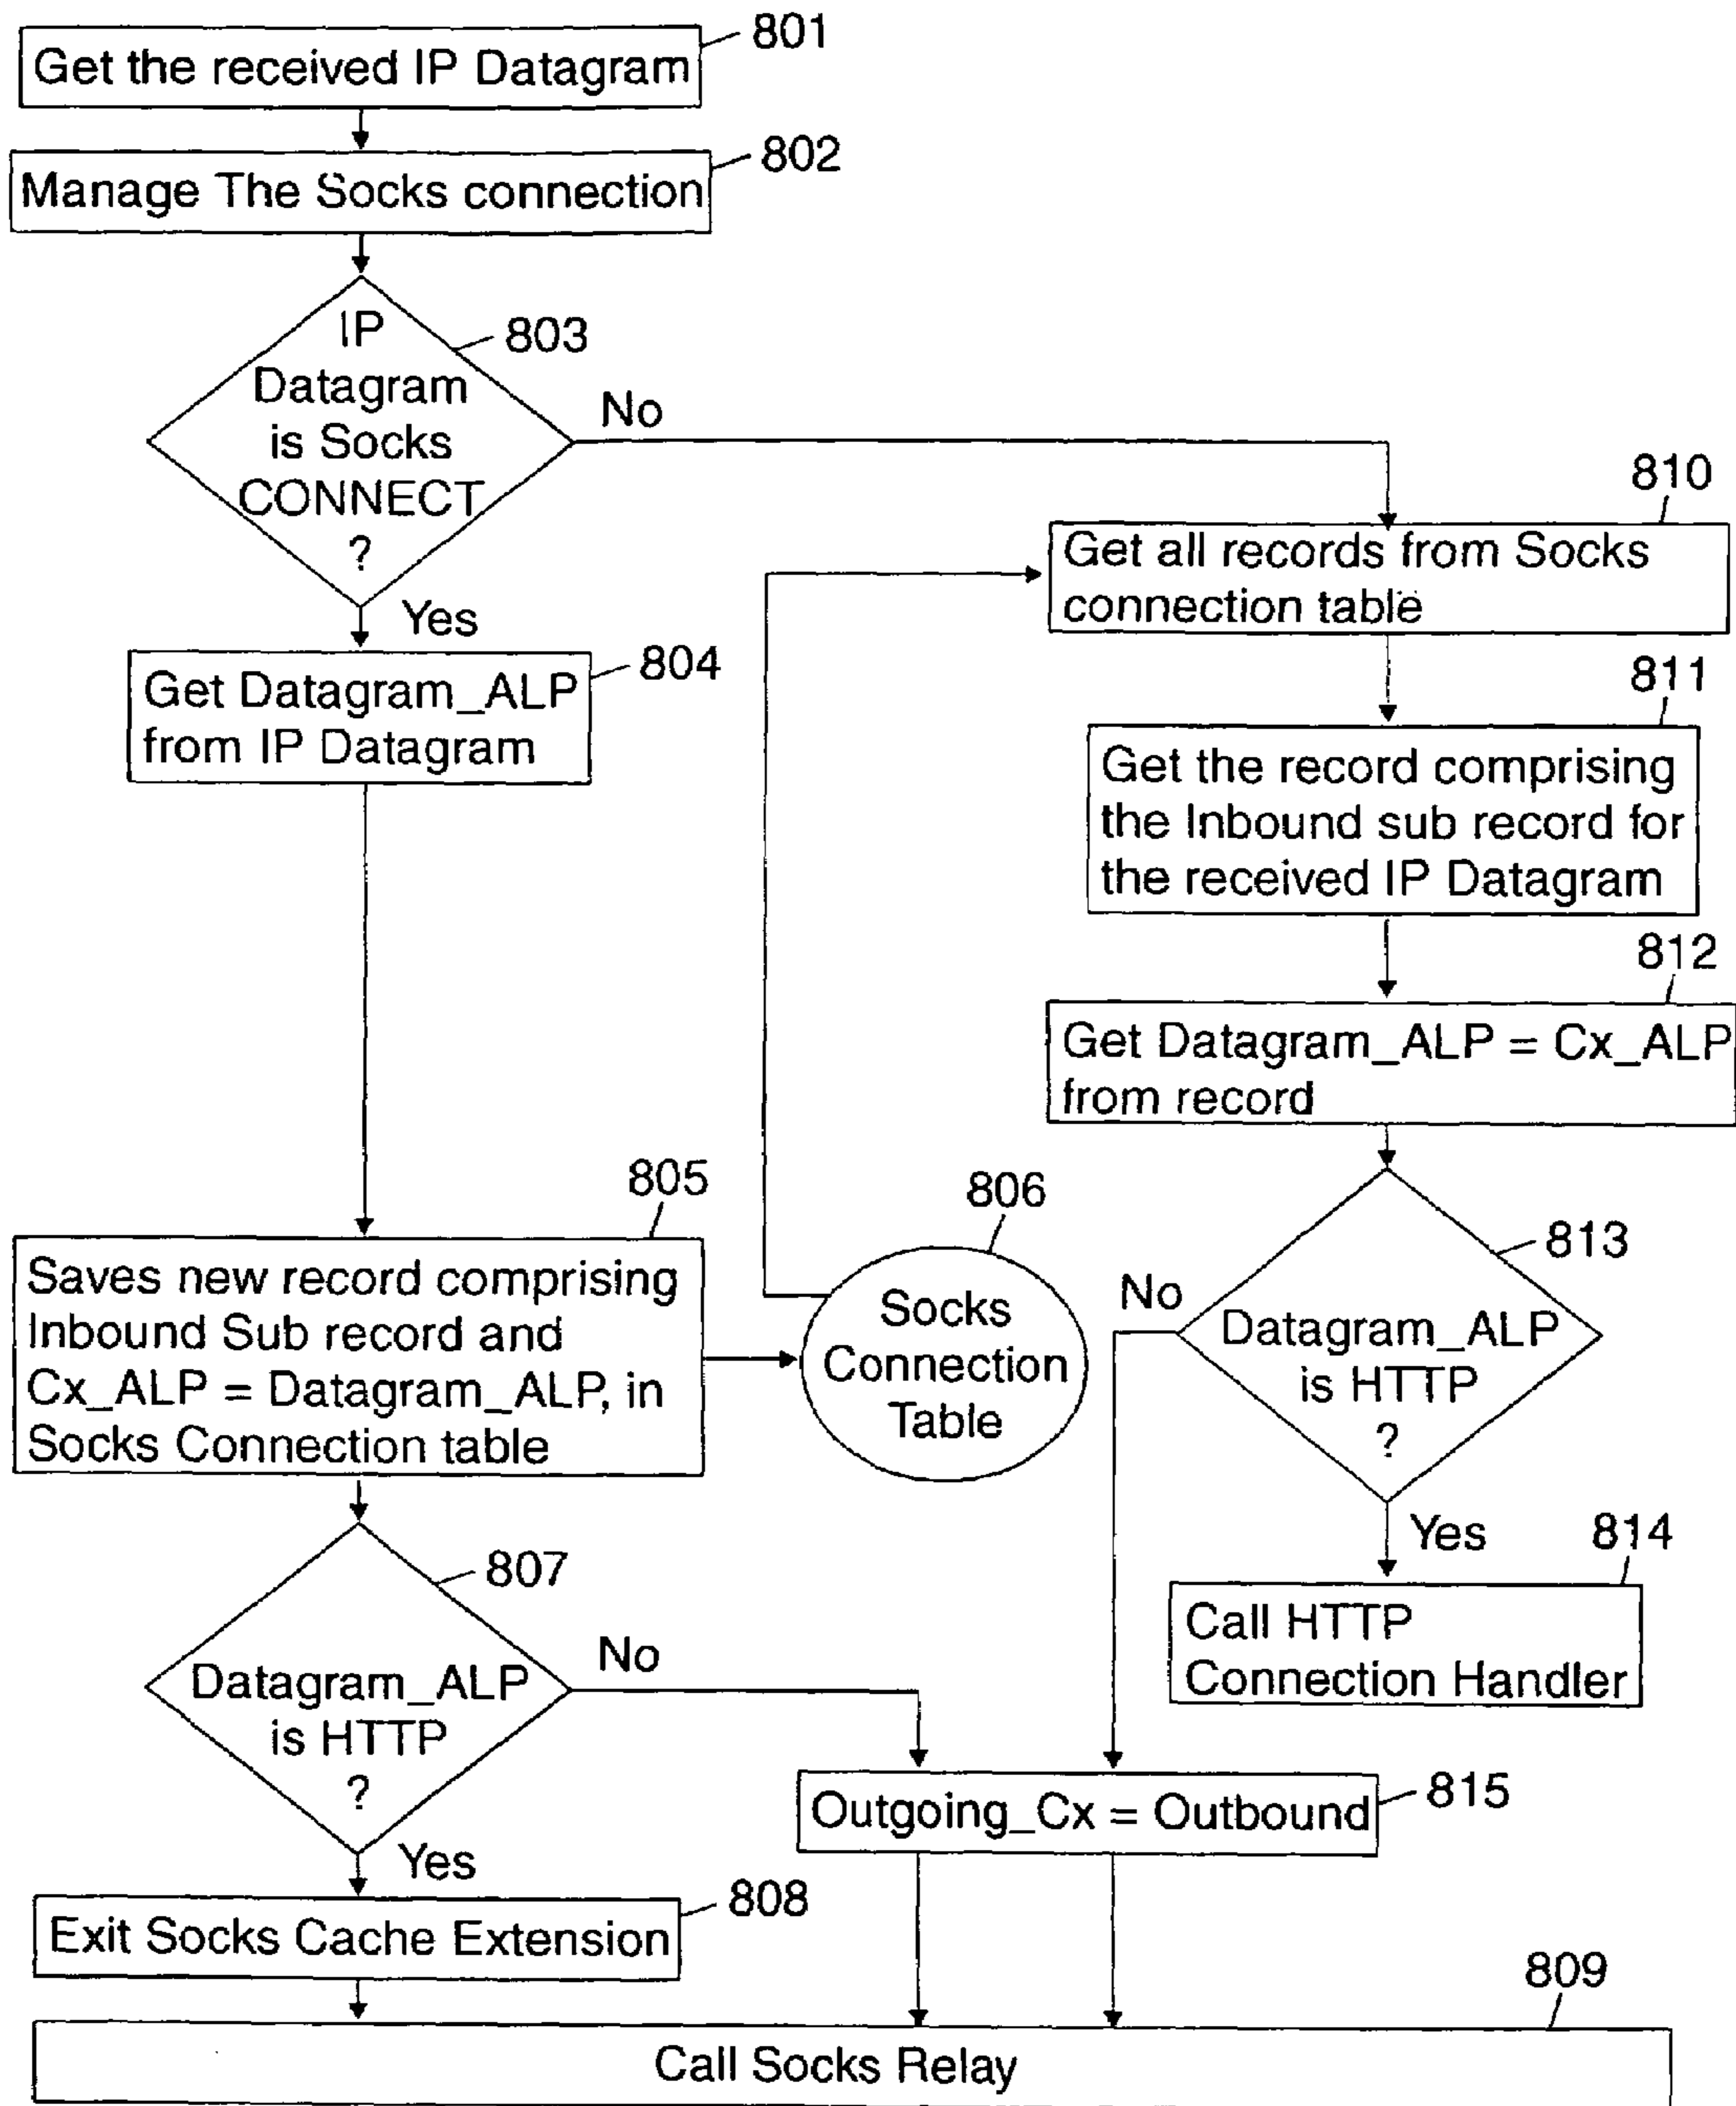 801
Get the received IP Datagram
802
Manage The Socks connection
IP
Datagram
is Socks
CONNECT
?
803
No
Yes
804
Get Datagram_ALP
from IP Datagram
810
Get all records from Socks
connection table
811
Get the record comprising
the Inbound sub record for
the received IP Datagram
812
Get Datagram_ALP = Cx_ALP
from record
805
Saves new record comprising
Inbound Sub record and
Cx_ALP = Datagram_ALP, in
Socks Connection table
806
Socks
Connection
Table
813
No
Datagram_ALP
is HTTP
?
Yes
814
Call HTTP
Connection Handler
807
Datagram_ALP
is HTTP
?
No
Yes
815
Outgoing_Cx = Outbound
808
Exit Socks Cache Extension
809
Call Socks Relay